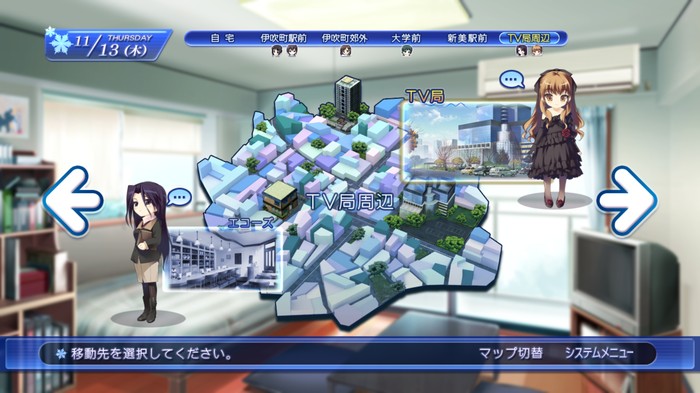 11/13(木) THURSDAY
自宅 伊吹町駅前 伊吹町郊外 大学前 新美駅前 TV局周辺
TV局
TV局周辺
エコーズ
移動先を選択してください。 マップ切替 システムメニュー